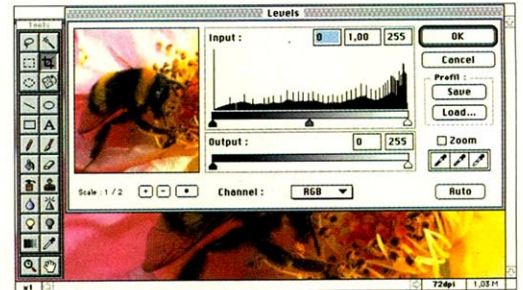 Levels
Tools
Input :
0
1,00
255
OK
Cancel
Profil :
Save
Load...
Output :
0
255
Zoom
Scale : 1 / 2
Channel :
RGB
Auto
A
x1
72dpi
1,03 M